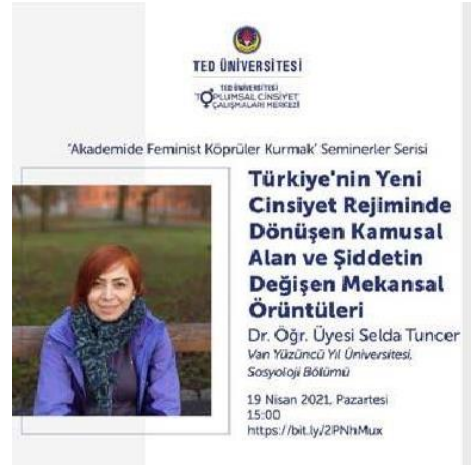 TED ÜNİVERSİTESİ
TED ÜNİVERSİTESİ
TOPLUMSAL CİNSİYET
ÇALIŞMALARI MERKEZİ
'Akademide Feminist Köprüler Kurmak' Seminerler Serisi
Türkiye'nin Yeni
Cinsiyet Rejiminde
Dönüşen Kamusal
Alan ve Şiddetin
Değişen Mekansal
Örüntüleri
Dr. Öğr. Üyesi Selda Tuncer
Van Yüzüncü Yıl Üniversitesi,
Sosyoloji Bölümü
19 Nisan 2021, Pazartesi
15:00
https://bit.ly/2PNhMux